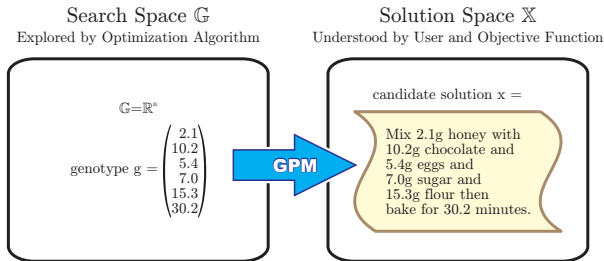 Search Space 𝔾
Explored by Optimization Algorithm
Solution Space 𝕏
Understood by User and Objective Function
𝔾=ℝⁿ
genotype g =
2.1
10.2
5.4
7.0
15.3
30.2
GPM
candidate solution x =
Mix 2.1g honey with
10.2g chocolate and
5.4g eggs and
7.0g sugar and
15.3g flour then
bake for 30.2 minutes.